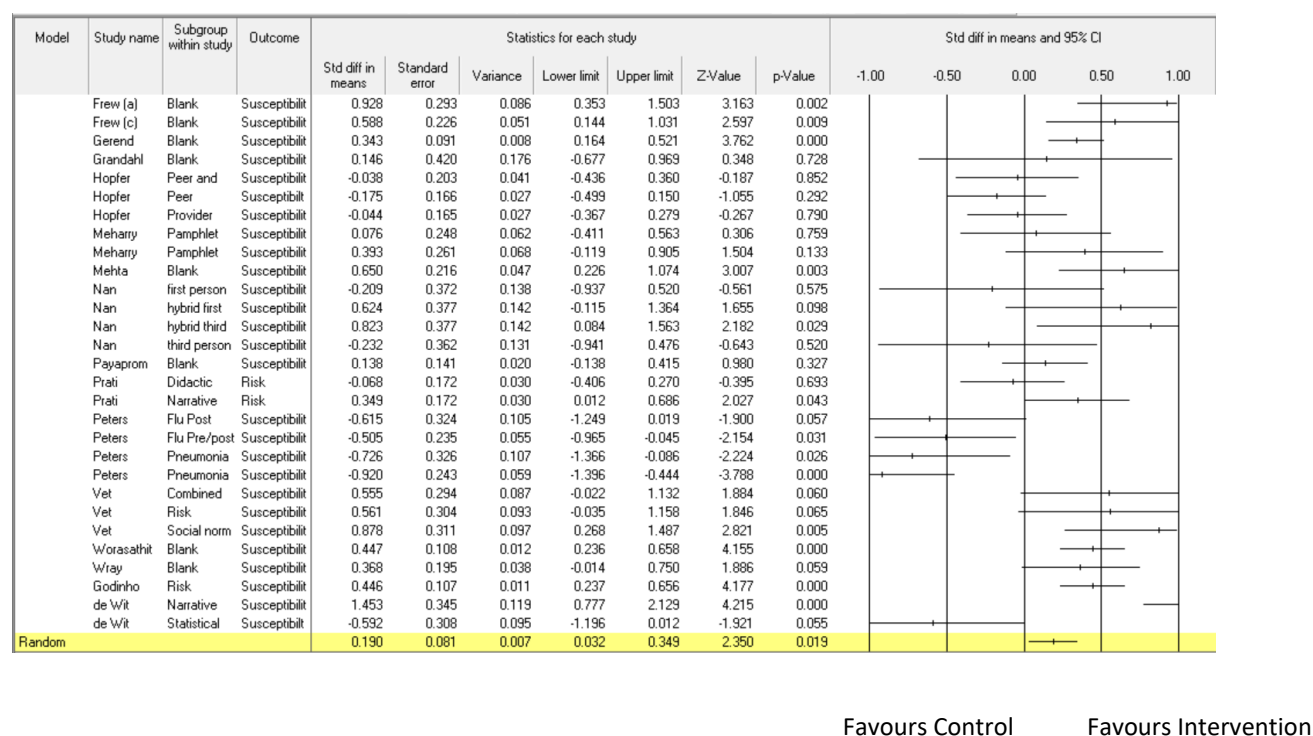 Model Study name Subgroup within study Outcome Statistics for each study Std diff in means and 95% CI
Std diff in means Standard error Variance Lower limit Upper limit Z-Value p-Value -1.00 -0.50 0.00 0.50 1.00
Frew (a) Blank Susceptibilit 0.928 0.293 0.086 0.353 1.503 3.163 0.002
Frew (c) Blank Susceptibilit 0.588 0.226 0.051 0.144 1.031 2.597 0.009
Gerend Blank Susceptibilit 0.343 0.091 0.008 0.164 0.521 3.762 0.000
Grandahl Blank Susceptibilit 0.146 0.420 0.176 -0.677 0.969 0.348 0.728
Hopfer Peer and Susceptibilit -0.038 0.203 0.041 -0.436 0.360 -0.187 0.852
Hopfer Peer Susceptibilt -0.175 0.166 0.027 -0.499 0.150 -1.055 0.292
Hopfer Provider Susceptibilit -0.044 0.165 0.027 -0.367 0.279 -0.267 0.790
Meharry Pamphlet Susceptibilit 0.076 0.248 0.062 -0.411 0.563 0.306 0.759
Meharry Pamphlet Susceptibilit 0.393 0.261 0.068 -0.119 0.905 1.504 0.133
Mehta Blank Susceptibilit 0.650 0.216 0.047 0.226 1.074 3.007 0.003
Nan first person Susceptibilit -0.209 0.372 0.138 -0.937 0.520 -0.561 0.575
Nan hybrid first Susceptibilit 0.624 0.377 0.142 -0.115 1.364 1.655 0.098
Nan hybrid third Susceptibilit 0.823 0.377 0.142 0.084 1.563 2.182 0.029
Nan third person Susceptibilit -0.232 0.362 0.131 -0.941 0.476 -0.643 0.520
Payaprom Blank Susceptibilit 0.138 0.141 0.020 -0.138 0.415 0.980 0.327
Prati Didactic Risk -0.068 0.172 0.030 -0.406 0.270 -0.395 0.693
Prati Narrative Risk 0.349 0.172 0.030 0.012 0.686 2.027 0.043
Peters Flu Post Susceptibilit -0.615 0.324 0.105 -1.249 0.019 -1.900 0.057
Peters Flu Pre/post Susceptibilit -0.505 0.235 0.055 -0.965 -0.045 -2.154 0.031
Peters Pneumonia Susceptibilit -0.726 0.326 0.107 -1.366 -0.086 -2.224 0.026
Peters Pneumonia Susceptibilit -0.920 0.243 0.059 -1.396 -0.444 -3.788 0.000
Vet Combined Susceptibilit 0.555 0.294 0.087 -0.022 1.132 1.884 0.060
Vet Risk Susceptibilit 0.561 0.304 0.093 -0.035 1.158 1.846 0.065
Vet Social norm Susceptibilit 0.878 0.311 0.097 0.268 1.487 2.821 0.005
Worasathit Blank Susceptibilit 0.447 0.108 0.012 0.236 0.658 4.155 0.000
Wray Blank Susceptibilit 0.368 0.195 0.038 -0.014 0.750 1.886 0.059
Godinho Risk Susceptibilit 0.446 0.107 0.011 0.237 0.656 4.177 0.000
de Wit Narrative Susceptibilit 1.453 0.345 0.119 0.777 2.129 4.215 0.000
de Wit Statistical Susceptibilt -0.592 0.308 0.095 -1.196 0.012 -1.921 0.055
Random 0.190 0.081 0.007 0.032 0.349 2.350 0.019
Favours Control Favours Intervention